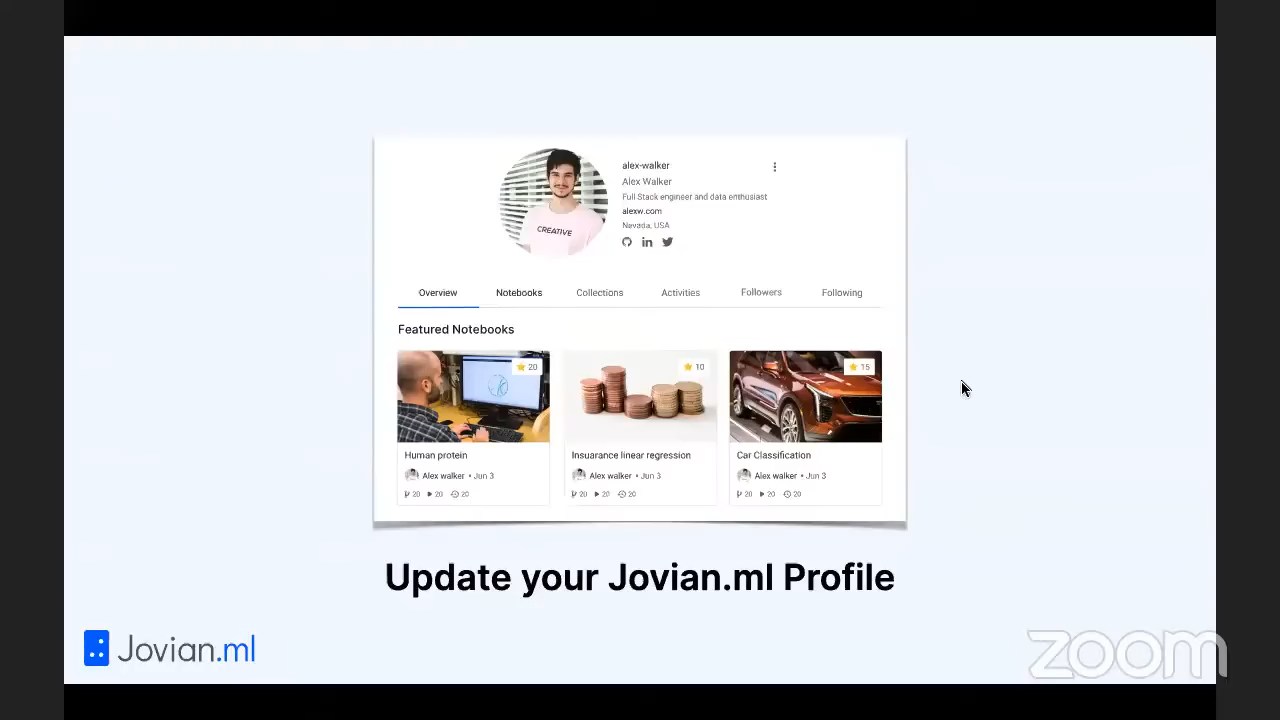 alex-walker
Alex Walker
Full Stack engineer and data enthusiast
alexw.com
Nevada, USA
CREATIVE
Overview Notebooks Collections Activities Followers Following
Featured Notebooks
20 10 15
Human protein Insuarance linear regression Car Classification
Alex walker • Jun 3 Alex walker • Jun 3 Alex walker • Jun 3
20 20 20 20 20 20 20 20 20
Update your Jovian.ml Profile
Jovian.ml
zoom